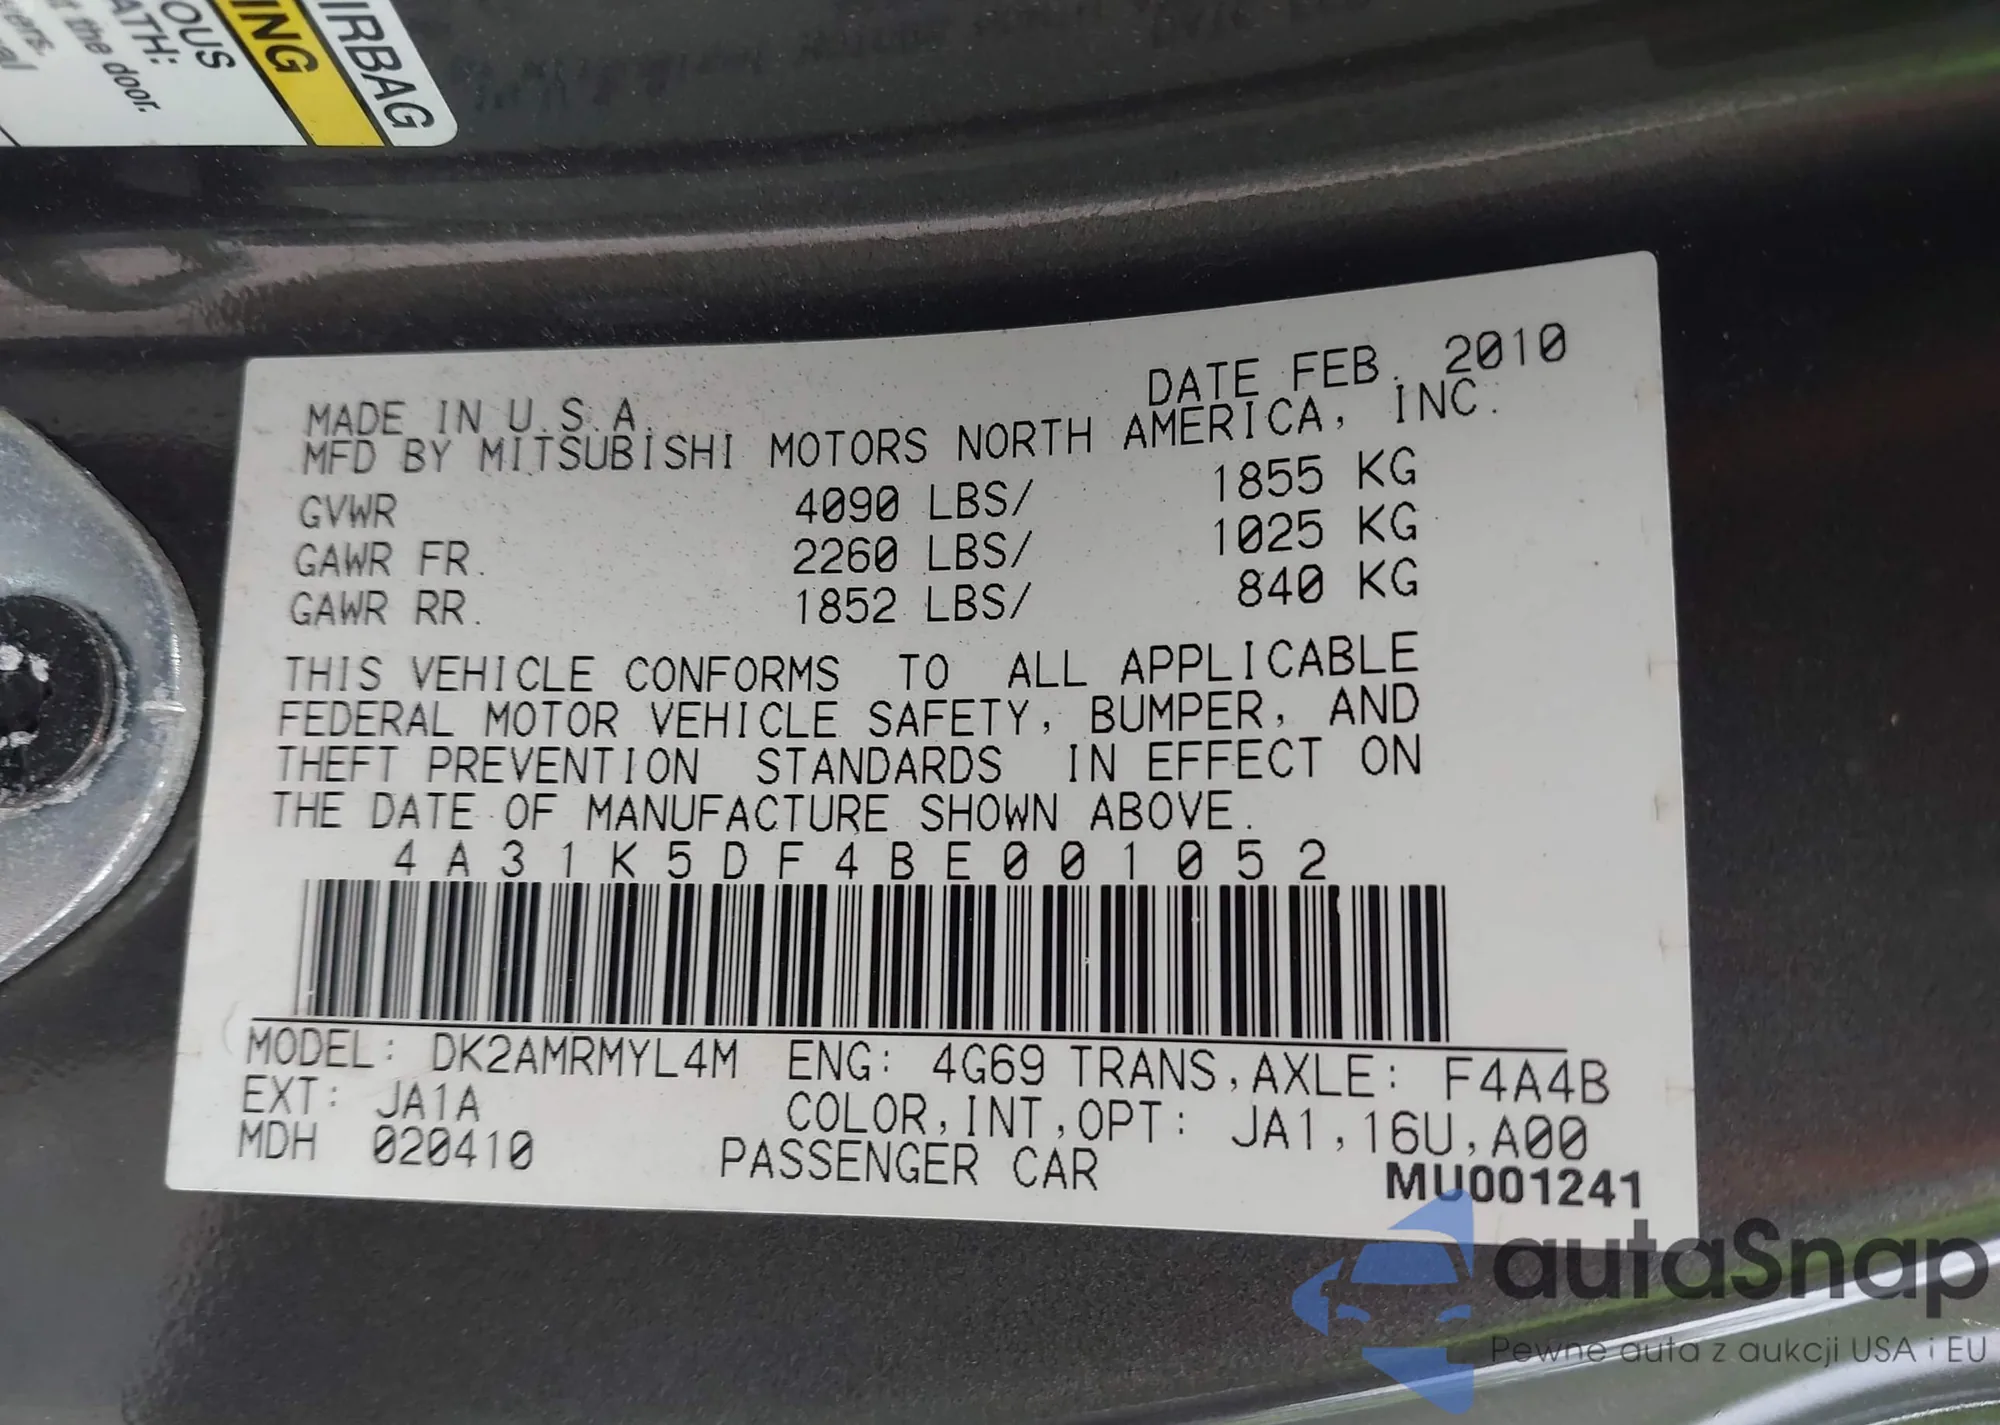 IRBAG
ING
OUS
ATH:
t the door.
ers.
DATE FEB. 2010
MADE IN U.S.A.
MFD BY MITSUBISHI MOTORS NORTH AMERICA, INC.
GVWR 4090 LBS/ 1855 KG
GAWR FR. 2260 LBS/ 1025 KG
GAWR RR. 1852 LBS/ 840 KG
THIS VEHICLE CONFORMS TO ALL APPLICABLE
FEDERAL MOTOR VEHICLE SAFETY, BUMPER, AND
THEFT PREVENTION STANDARDS IN EFFECT ON
THE DATE OF MANUFACTURE SHOWN ABOVE.
4A31K5DF4BE001052
MODEL: DK2AMRMYL4M ENG: 4G69 TRANS,AXLE: F4A4B
EXT: JA1A COLOR,INT,OPT: JA1,16U,A00
MDH 020410 PASSENGER CAR
MU001241
autaSnap
Pewne auta z aukcji USA i EU